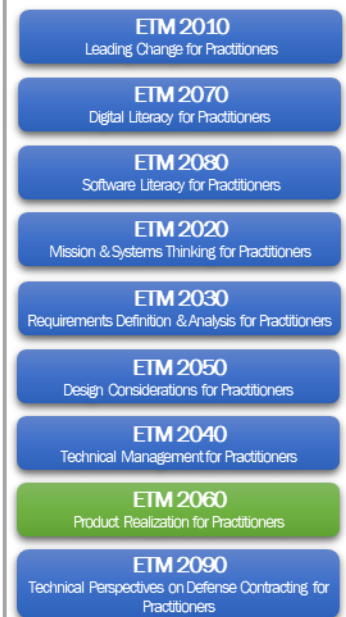 ETM 2010
Leading Change for Practitioners
ETM 2070
Digital Literacy for Practitioners
ETM 2080
Software Literacy for Practitioners
ETM 2020
Mission & Systems Thinking for Practitioners
ETM 2030
Requirements Definition & Analysis for Practitioners
ETM 2050
Design Considerations for Practitioners
ETM 2040
Technical Management for Practitioners
ETM 2060
Product Realization for Practitioners
ETM 2090
Technical Perspectives on Defense Contracting for
Practitioners